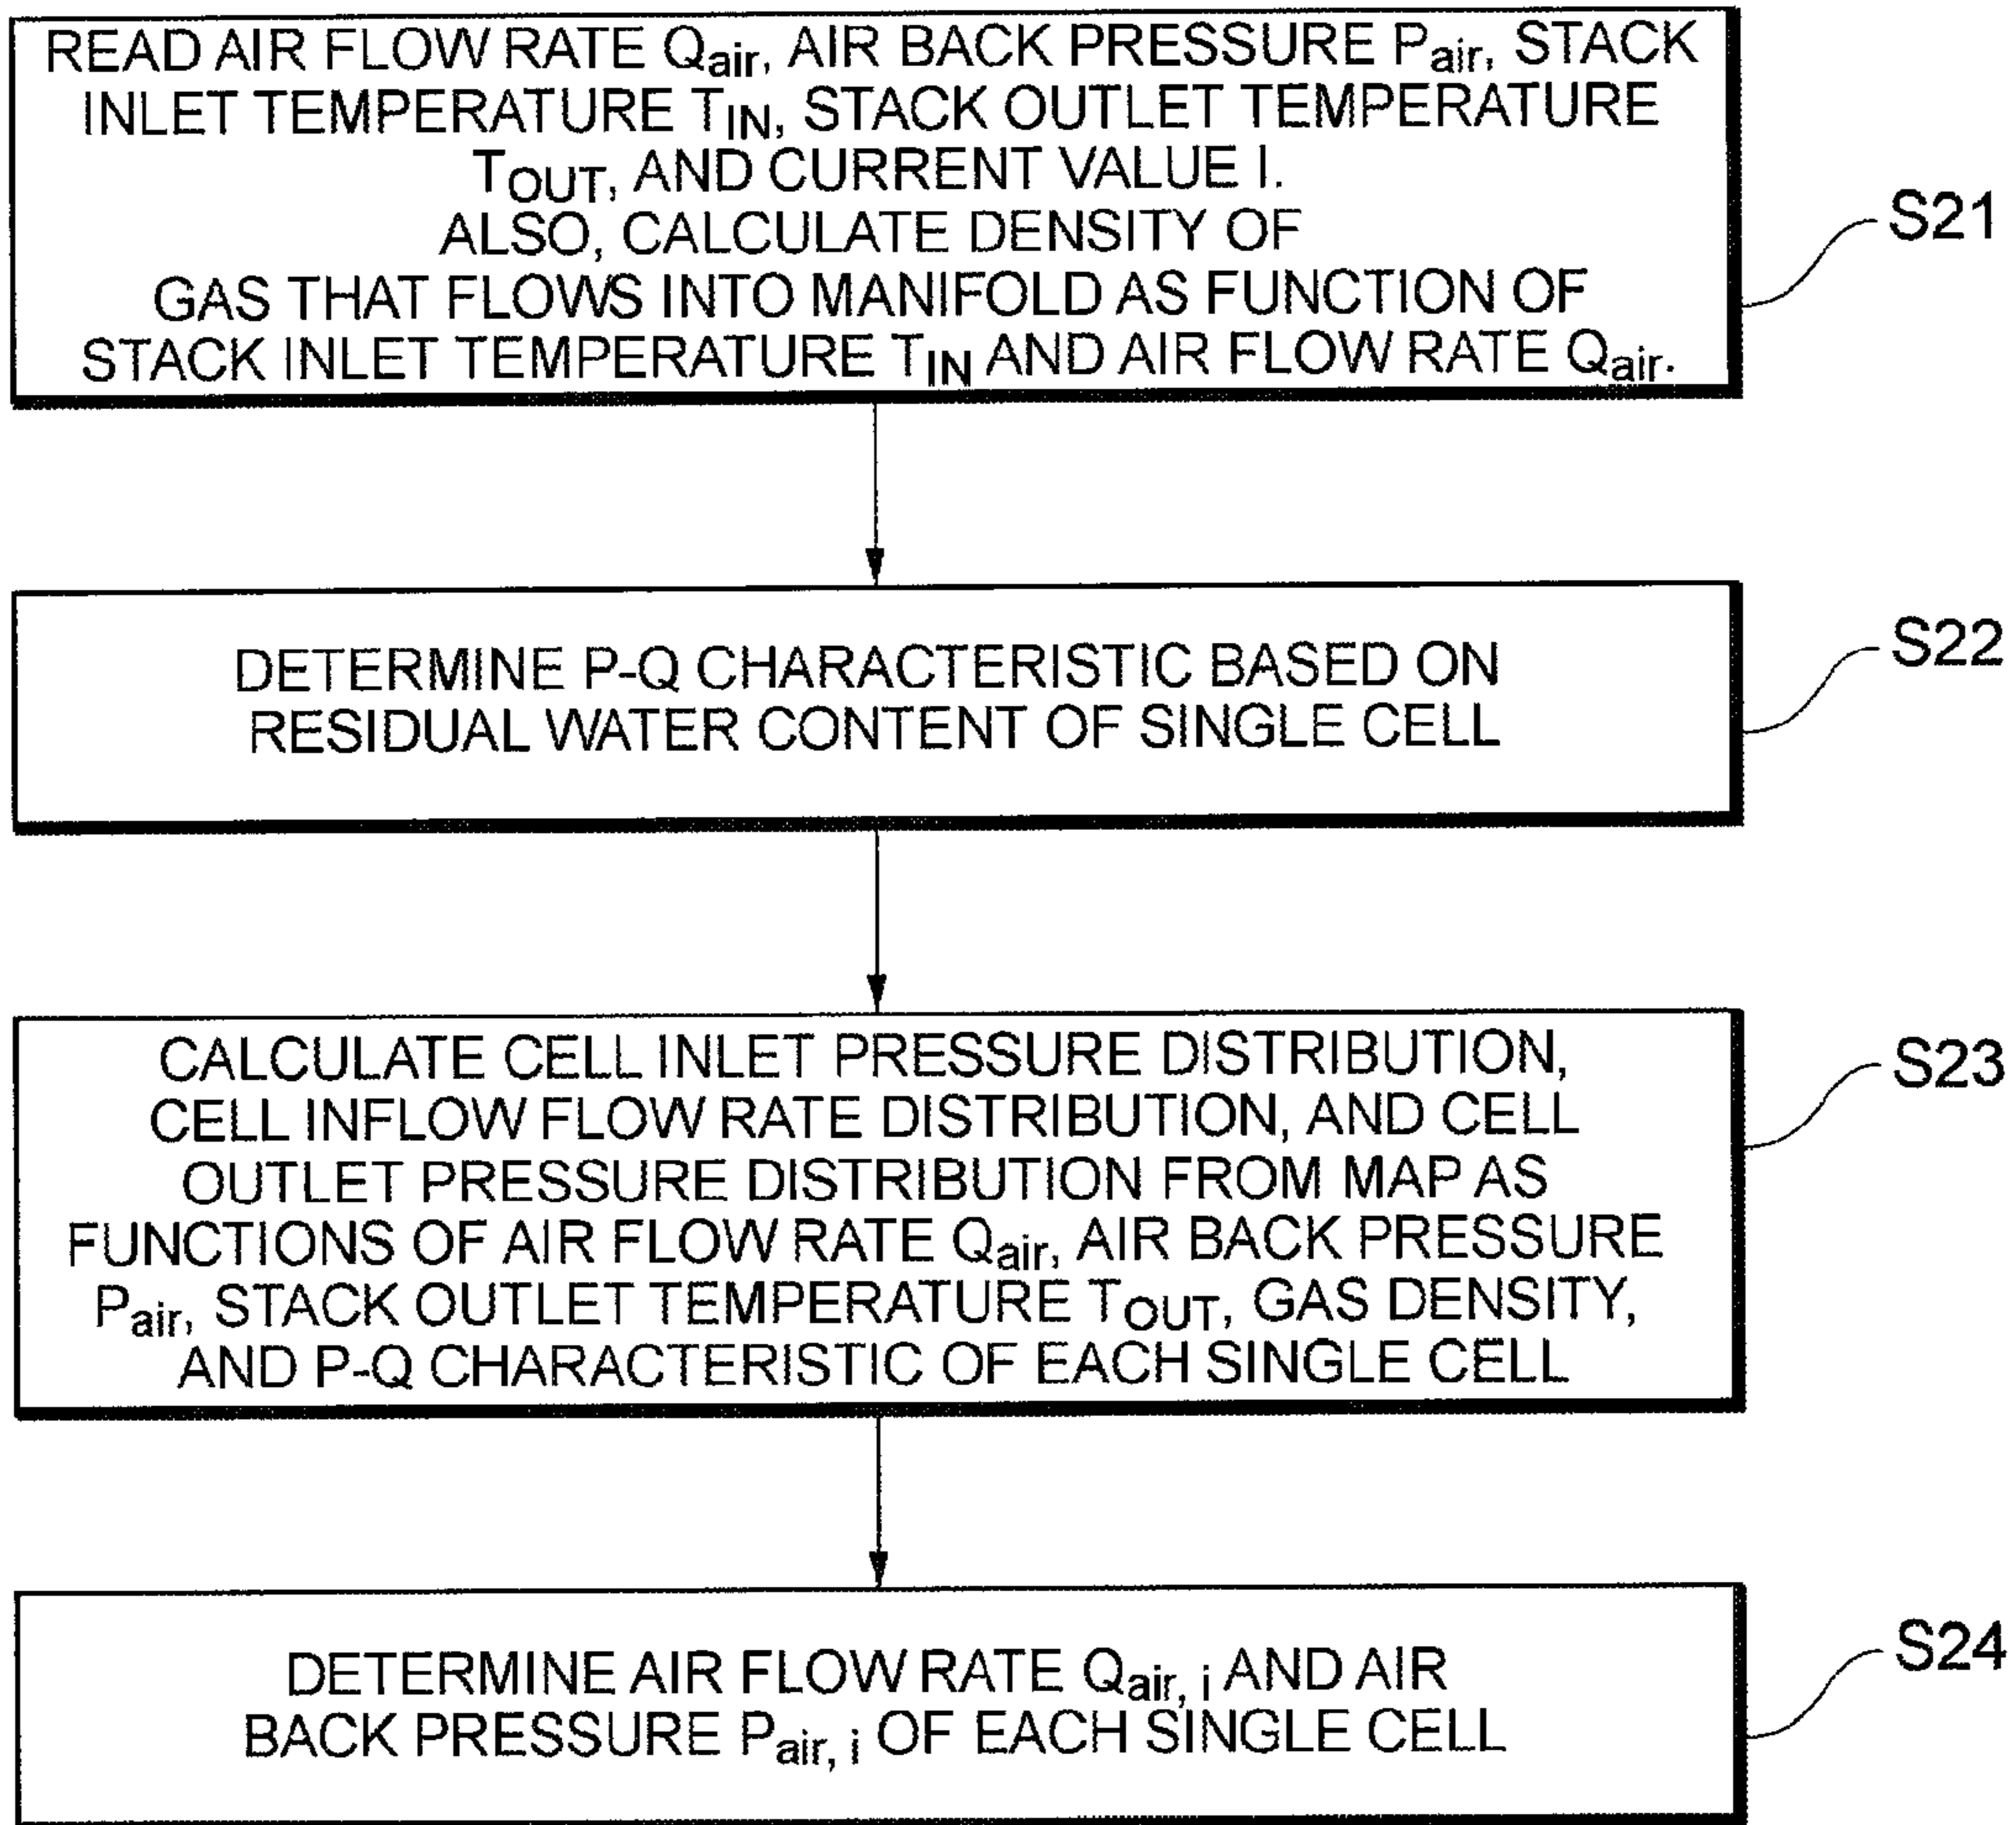 READ AIR FLOW RATE Qair, AIR BACK PRESSURE Pair, STACK
INLET TEMPERATURE TIN, STACK OUTLET TEMPERATURE
TOUT, AND CURRENT VALUE I.
ALSO, CALCULATE DENSITY OF
GAS THAT FLOWS INTO MANIFOLD AS FUNCTION OF
STACK INLET TEMPERATURE TIN AND AIR FLOW RATE Qair.
S21
DETERMINE P-Q CHARACTERISTIC BASED ON
RESIDUAL WATER CONTENT OF SINGLE CELL
S22
CALCULATE CELL INLET PRESSURE DISTRIBUTION,
CELL INFLOW FLOW RATE DISTRIBUTION, AND CELL
OUTLET PRESSURE DISTRIBUTION FROM MAP AS
FUNCTIONS OF AIR FLOW RATE Qair, AIR BACK PRESSURE
Pair, STACK OUTLET TEMPERATURE TOUT, GAS DENSITY,
AND P-Q CHARACTERISTIC OF EACH SINGLE CELL
S23
DETERMINE AIR FLOW RATE Qair, i AND AIR
BACK PRESSURE Pair, i OF EACH SINGLE CELL
S24